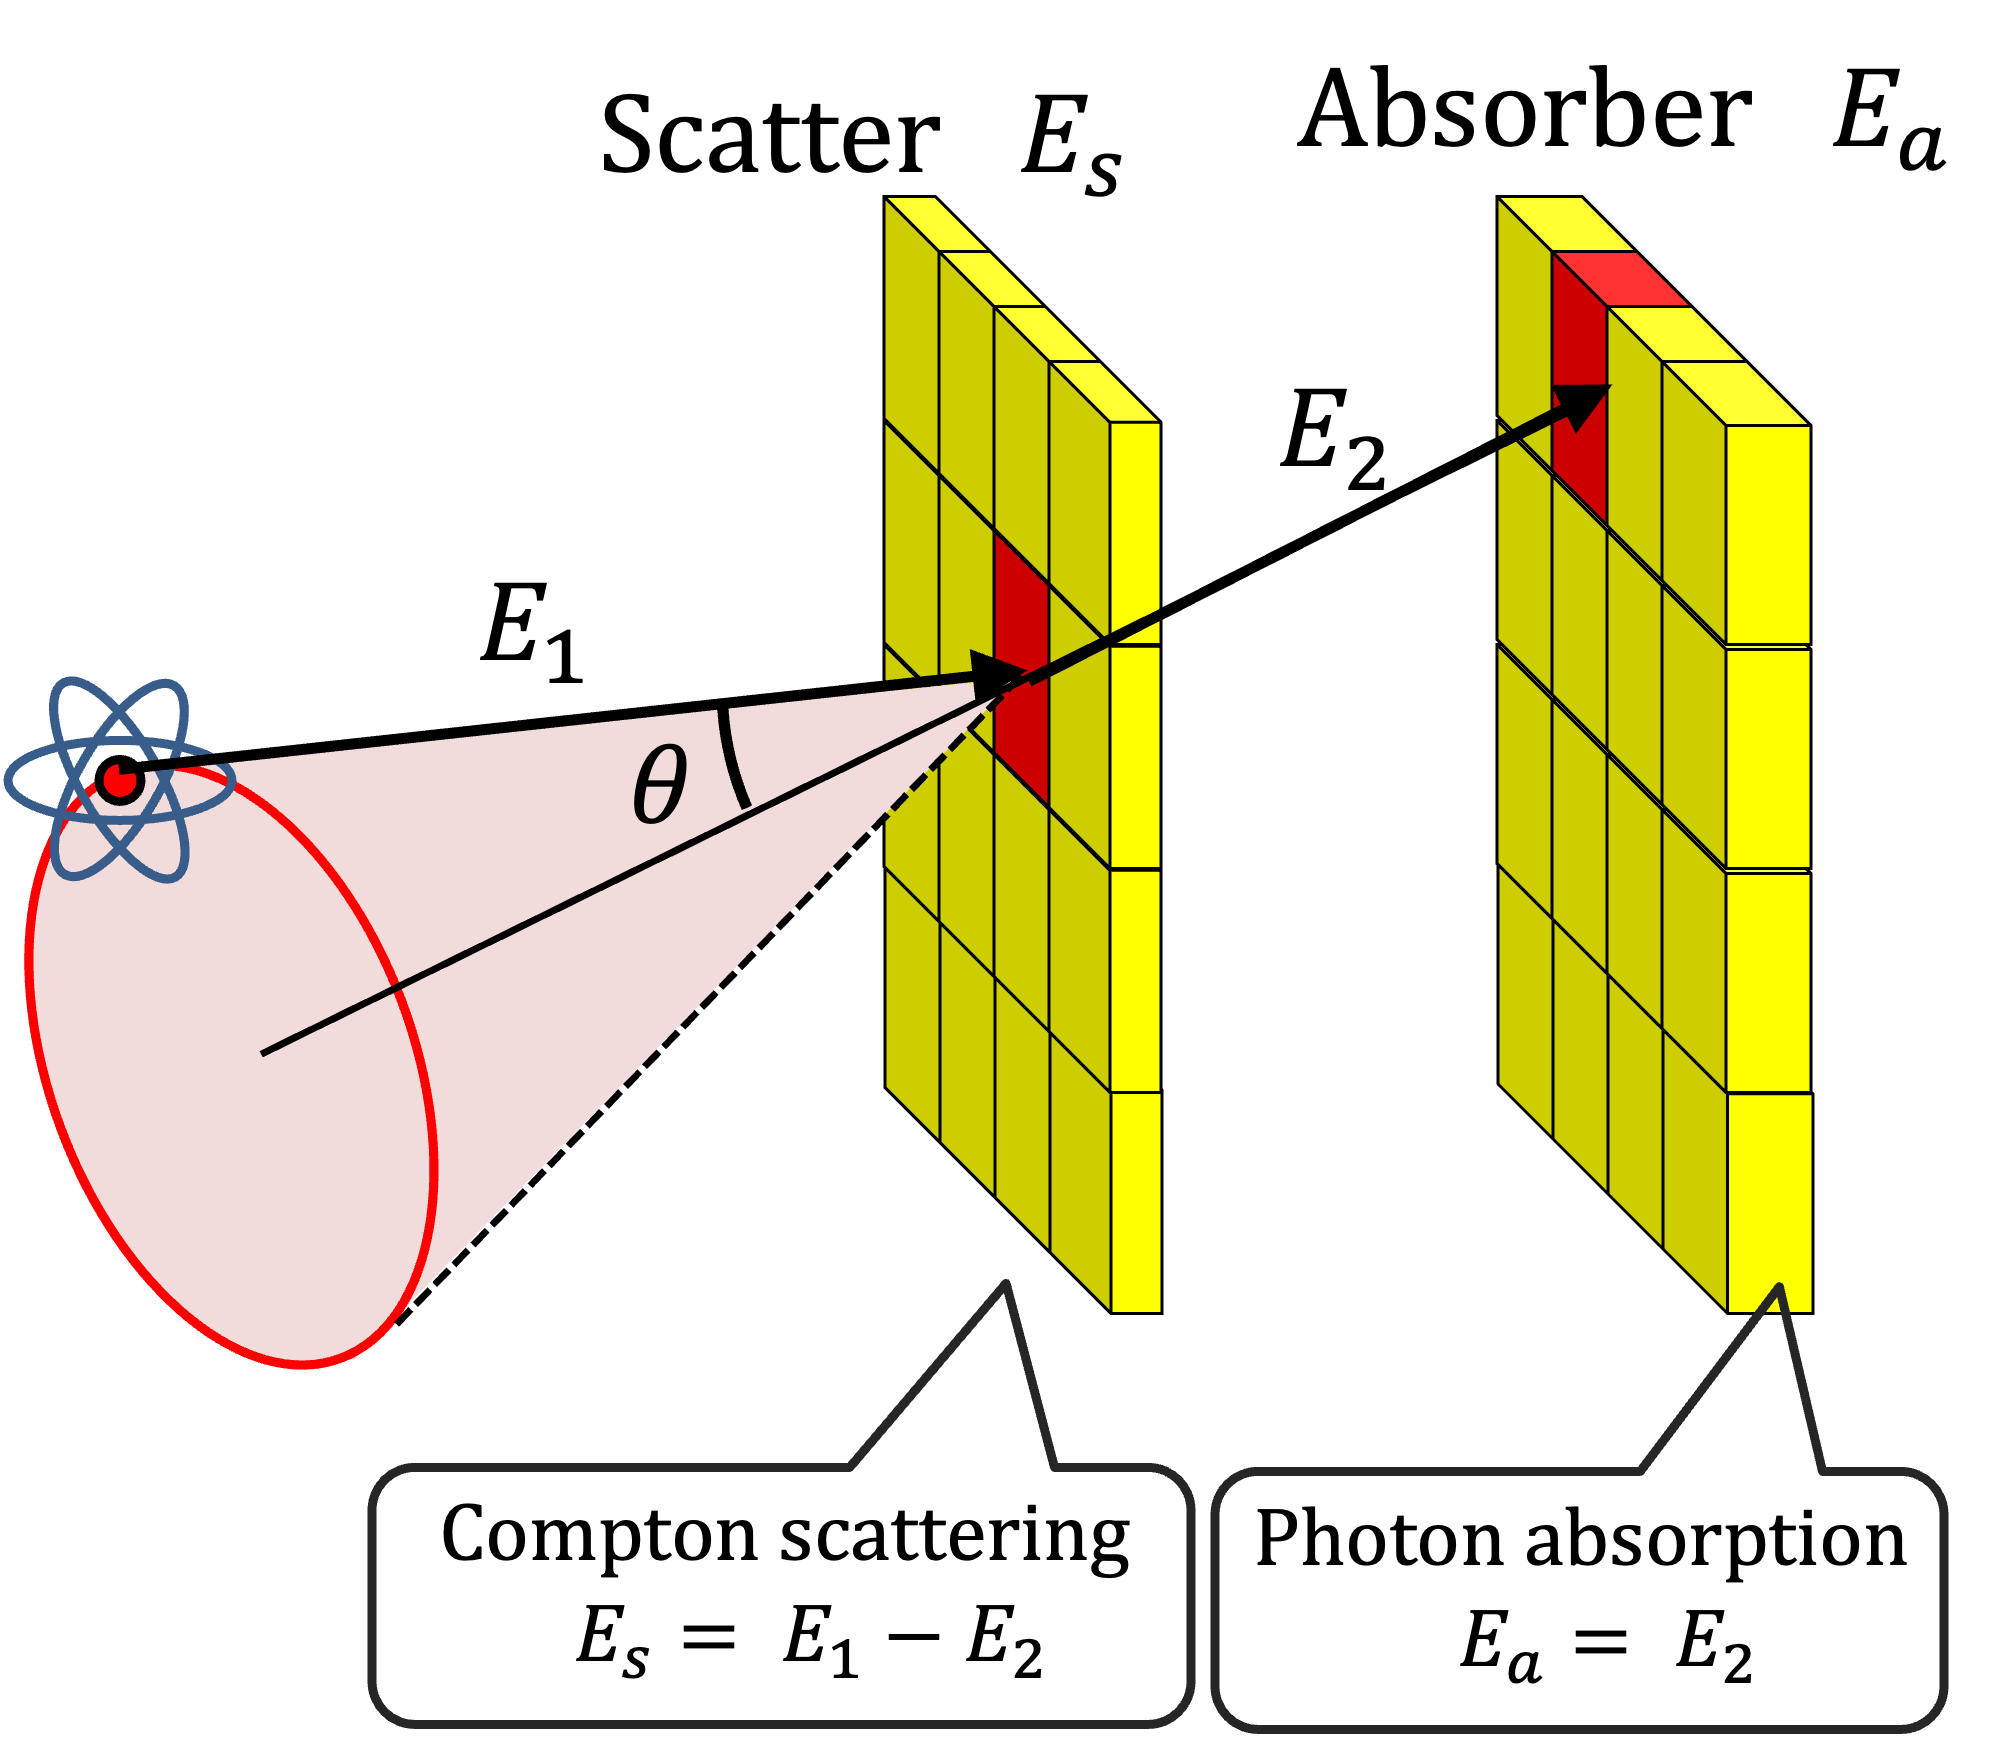 Scatter E_s
Absorber E_a
E_2
E_1
θ
Compton scattering
E_s = E_1 − E_2
Photon absorption
E_a = E_2